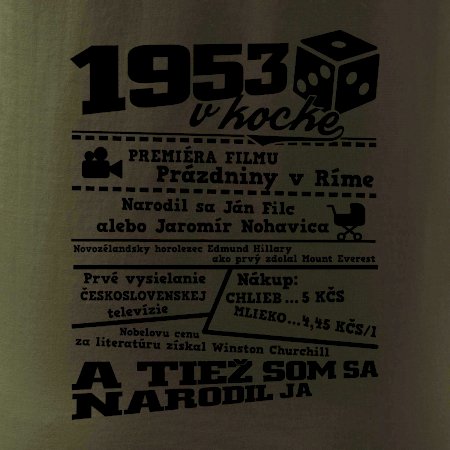 1953
v kocke
PREMIÉRA FILMU
Prázdniny v Ríme
Narodil sa Ján Filc
alebo Jaromír Nohavica
Novozélandsky horolezec Edmund Hillary
ako prvý zdolal Mount Everest
Prvé vysielanie
ČESKOSLOVENSKEJ
televízie
Nákup:
CHLIEB...5 KČS
MLIEKO...4,45 KČS/l
Nobelovu cenu
za literatúru získal Winston Churchill
A TIEŽ SOM SA
NARODIL JA